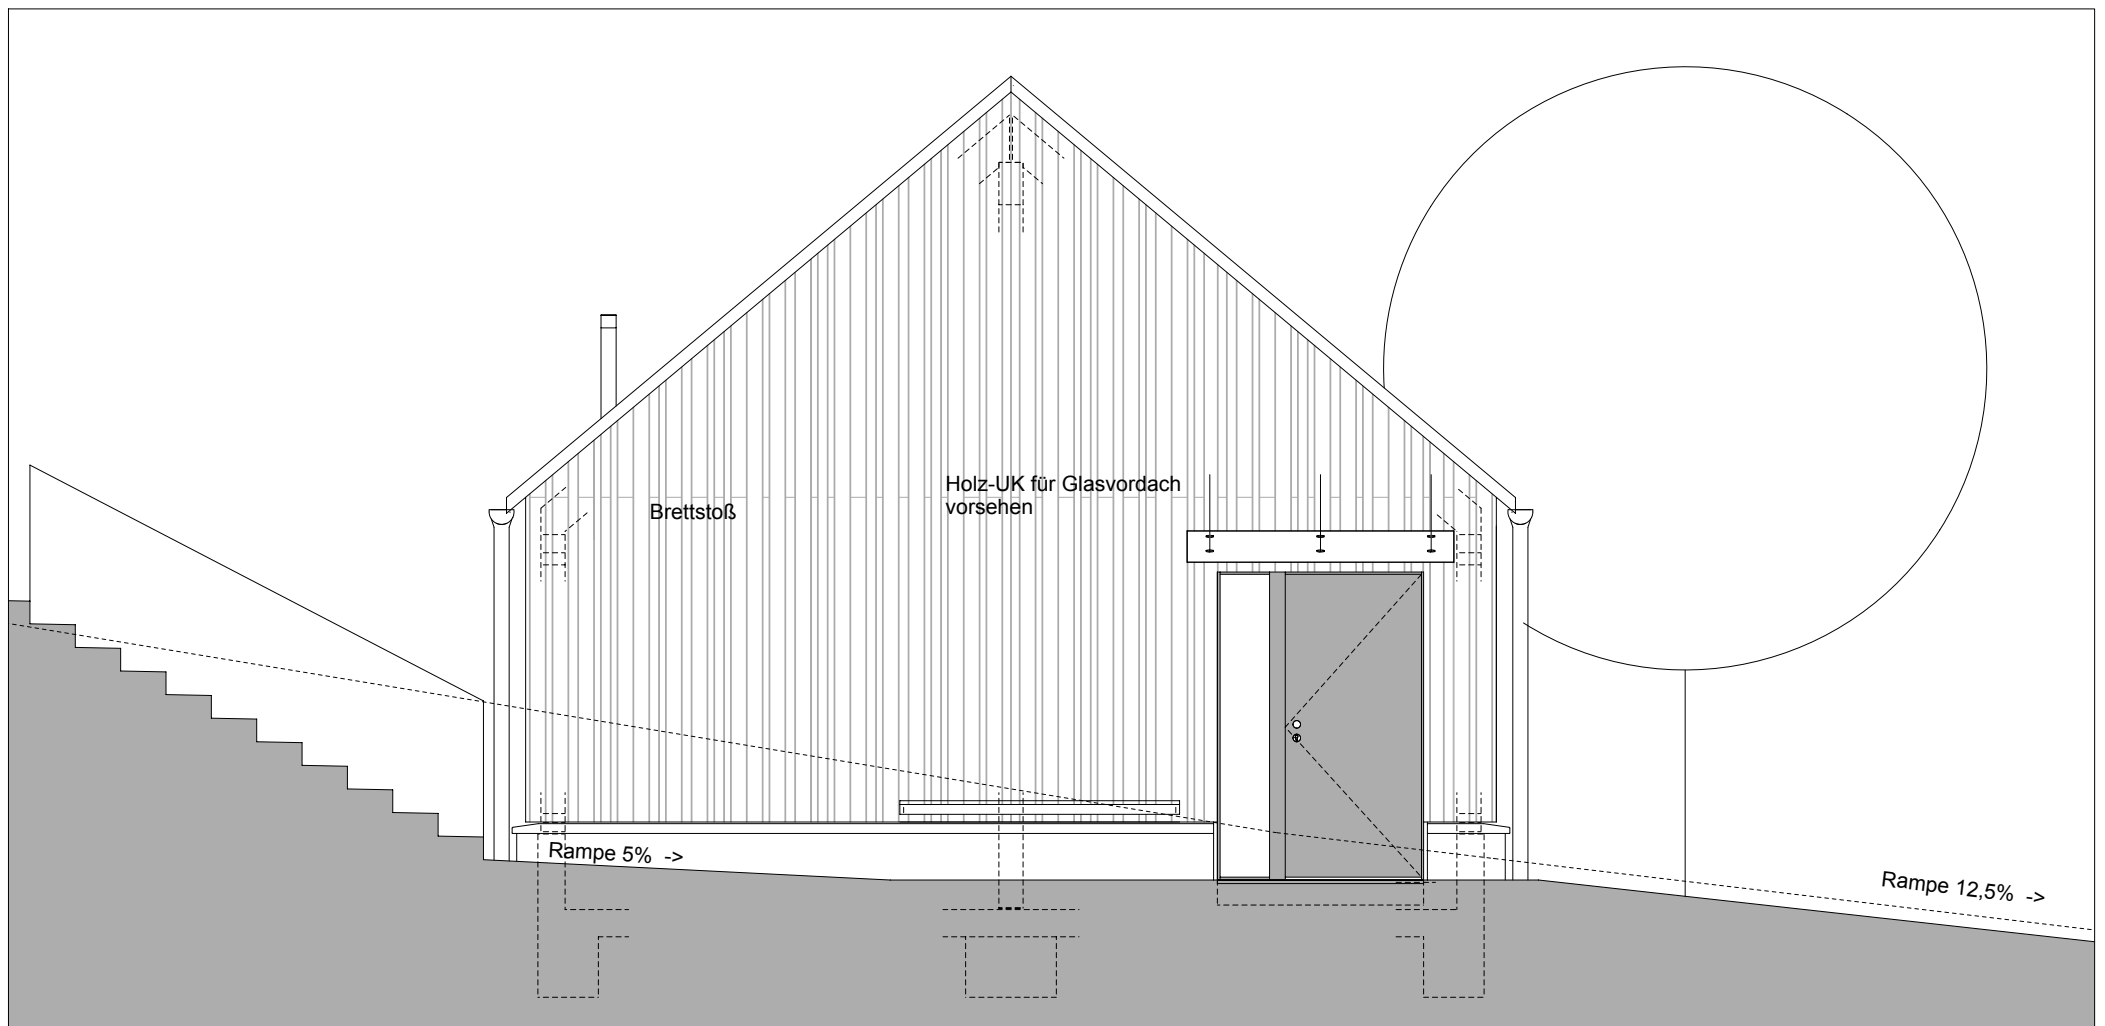 Holz-UK für Glasvordach
vorsehen
Brettstoß
Rampe 5%  ->
Rampe 12,5%  ->